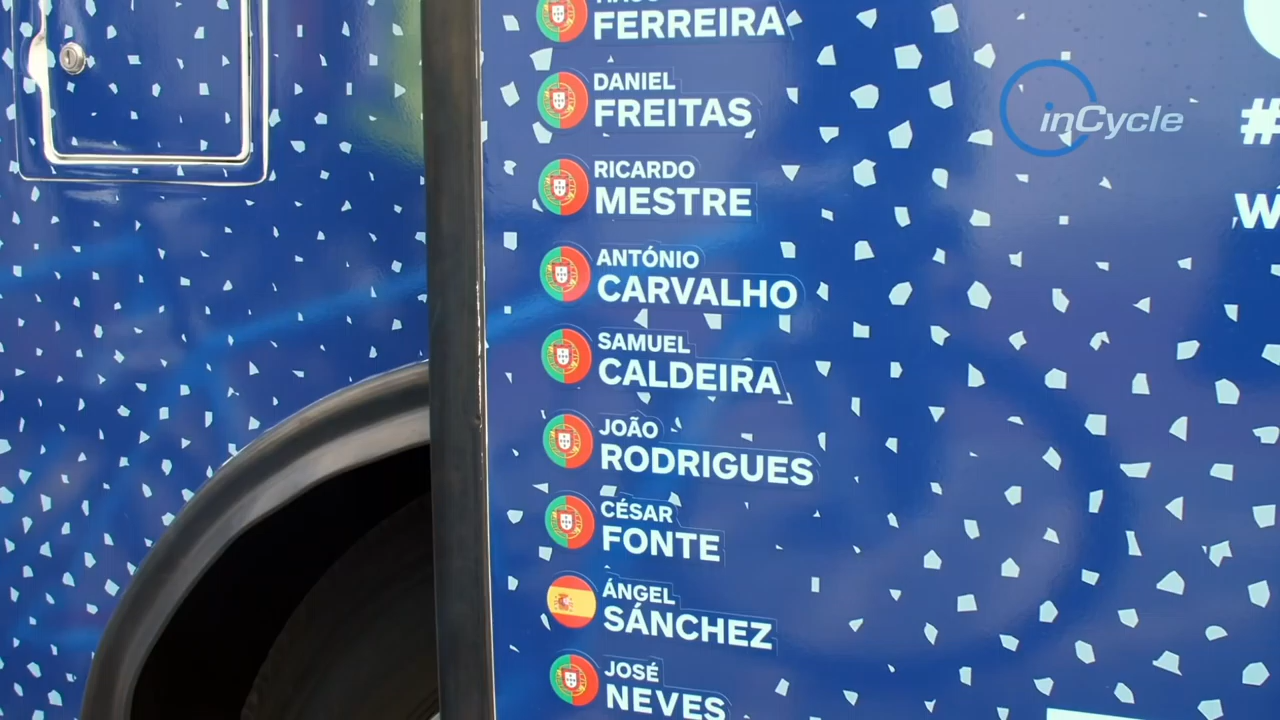 FERREIRA
DANIEL
FREITAS
RICARDO
MESTRE
ANTÓNIO
CARVALHO
SAMUEL
CALDEIRA
JOÃO
RODRIGUES
CÉSAR
FONTE
ÁNGEL
SÁNCHEZ
JOSÉ
NEVES
inCycle
#
W